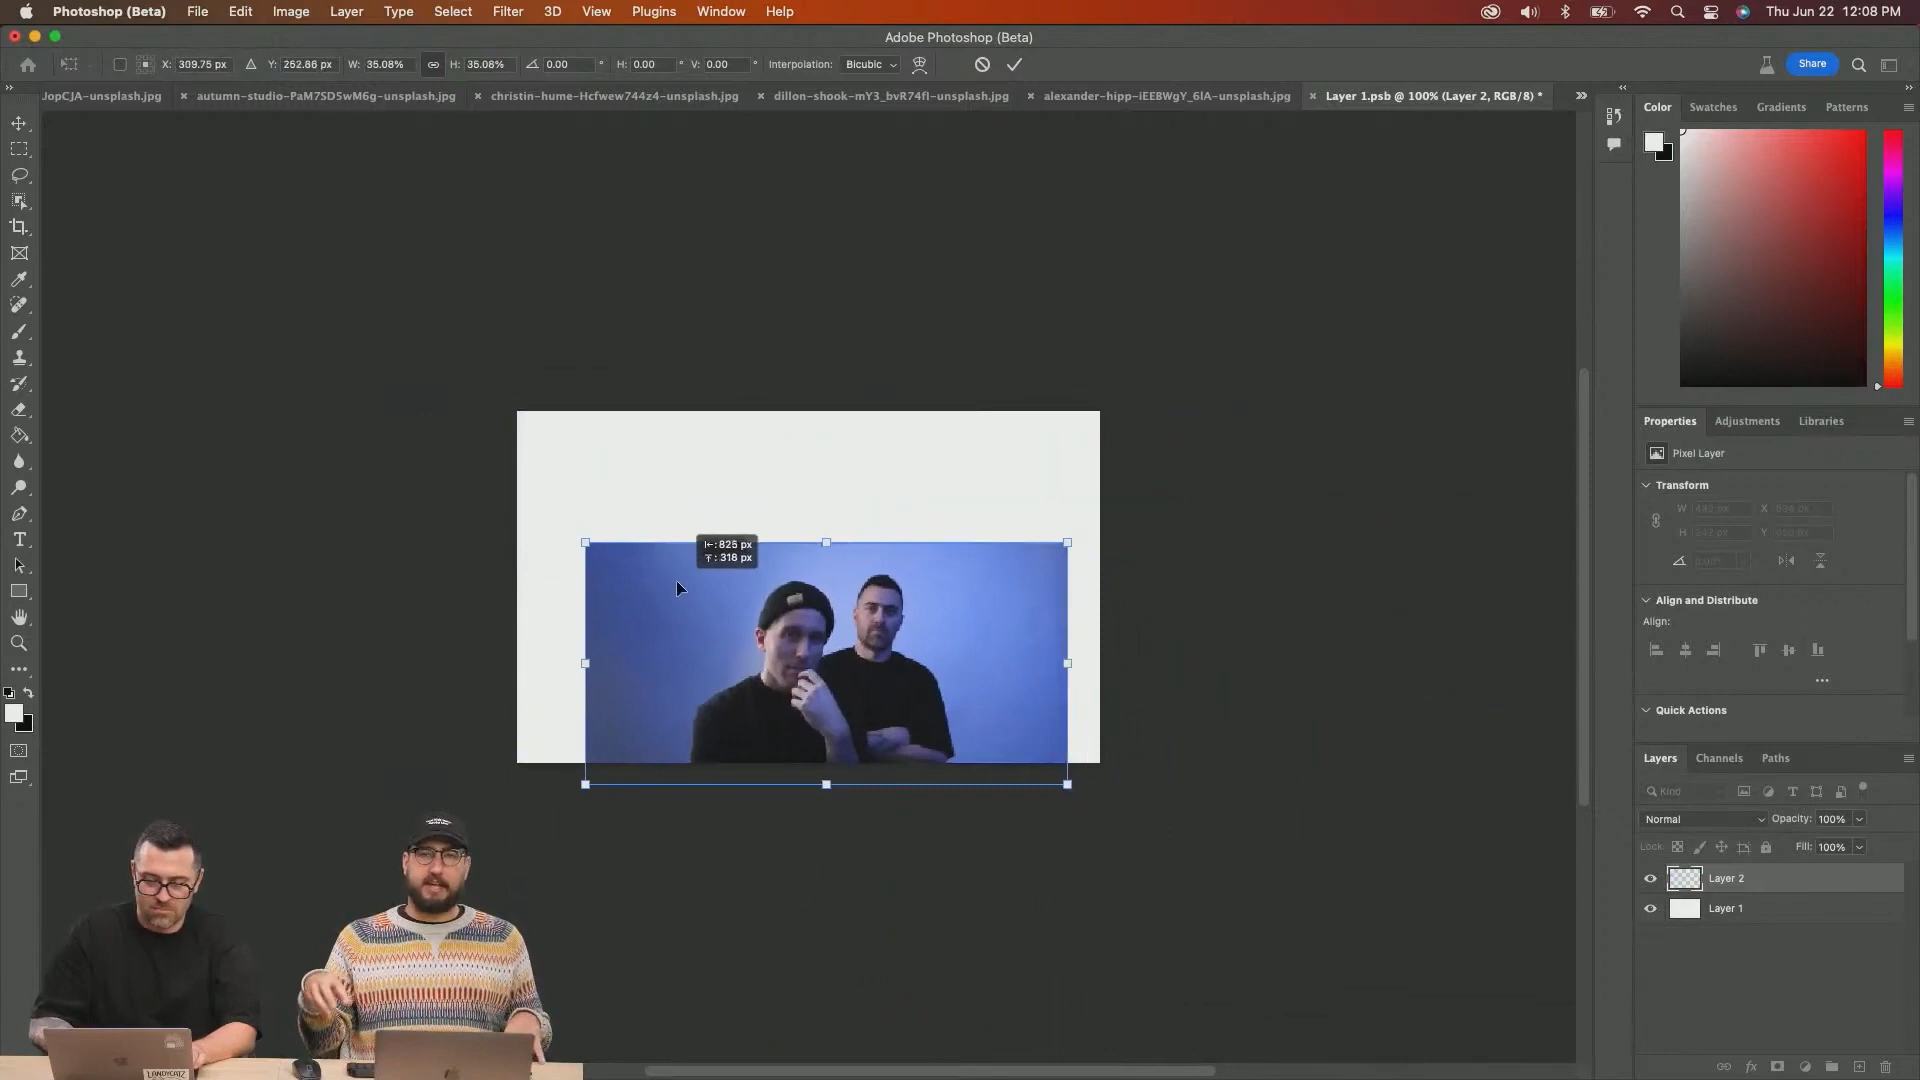 Photoshop (Beta) File Edit Image Layer Type Select Filter 3D View Plugins Window Help Thu Jun 22 12:08 PM
Adobe Photoshop (Beta)
X: 309.75 px Y: 252.86 px W: 35.08% H: 35.08% 0.00 ° H: 0.00 ° V: 0.00 ° Interpolation: Bicubic Share
JopCJA-unsplash.jpg × autumn-studio-PaM7SD5wM6g-unsplash.jpg × christin-hume-Hcfwew744z4-unsplash.jpg × dillon-shook-mY3_bvR74fI-unsplash.jpg × alexander-hipp-iEEBWgY_6lA-unsplash.jpg × Layer 1.psb @ 100% (Layer 2, RGB/8) *
Color Swatches Gradients Patterns
Properties Adjustments Libraries
Pixel Layer
Transform
W X
H Y
0.00°
Align and Distribute
Align:
Quick Actions
Layers Channels Paths
Kind
Normal Opacity: 100%
Lock: Fill: 100%
Layer 2
Layer 1
: 825 px
: 318 px
LANDYCATZ